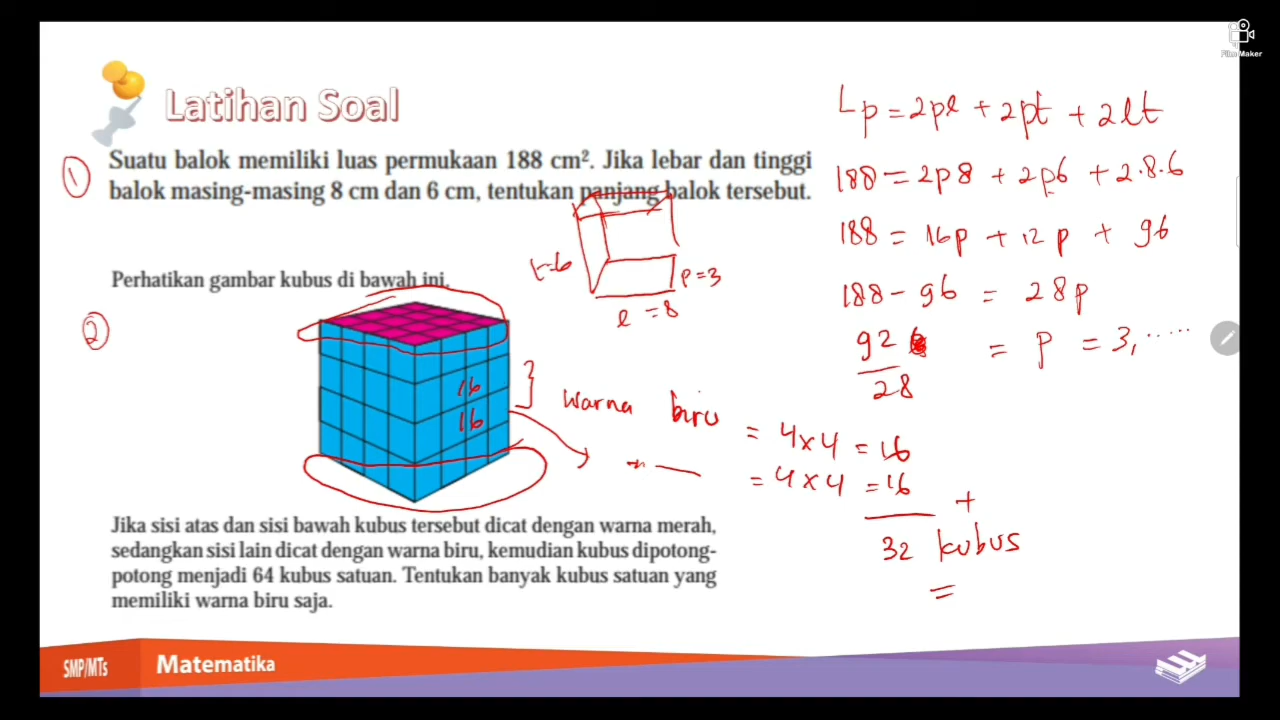 Film Maker
Latihan Soal
1
Suatu balok memiliki luas permukaan 188 cm². Jika lebar dan tinggi
balok masing-masing 8 cm dan 6 cm, tentukan panjang balok tersebut.
t=6
p=3
l=8
Lp = 2pl + 2pt + 2lt
188 = 2p8 + 2p6 + 2.8.6
188 = 16p + 12p + 96
188 - 96 = 28p
92/28 = p = 3,......
Perhatikan gambar kubus di bawah ini.
2
16
16
warna biru = 4x4 = 16
= 4x4 = 16
+
32 kubus
=
Jika sisi atas dan sisi bawah kubus tersebut dicat dengan warna merah,
sedangkan sisi lain dicat dengan warna biru, kemudian kubus dipotong-
potong menjadi 64 kubus satuan. Tentukan banyak kubus satuan yang
memiliki warna biru saja.
SMP/MTs Matematika